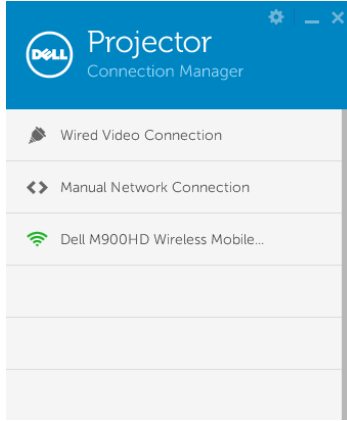 DELL
Projector
Connection Manager
Wired Video Connection
Manual Network Connection
Dell M900HD Wireless Mobile...